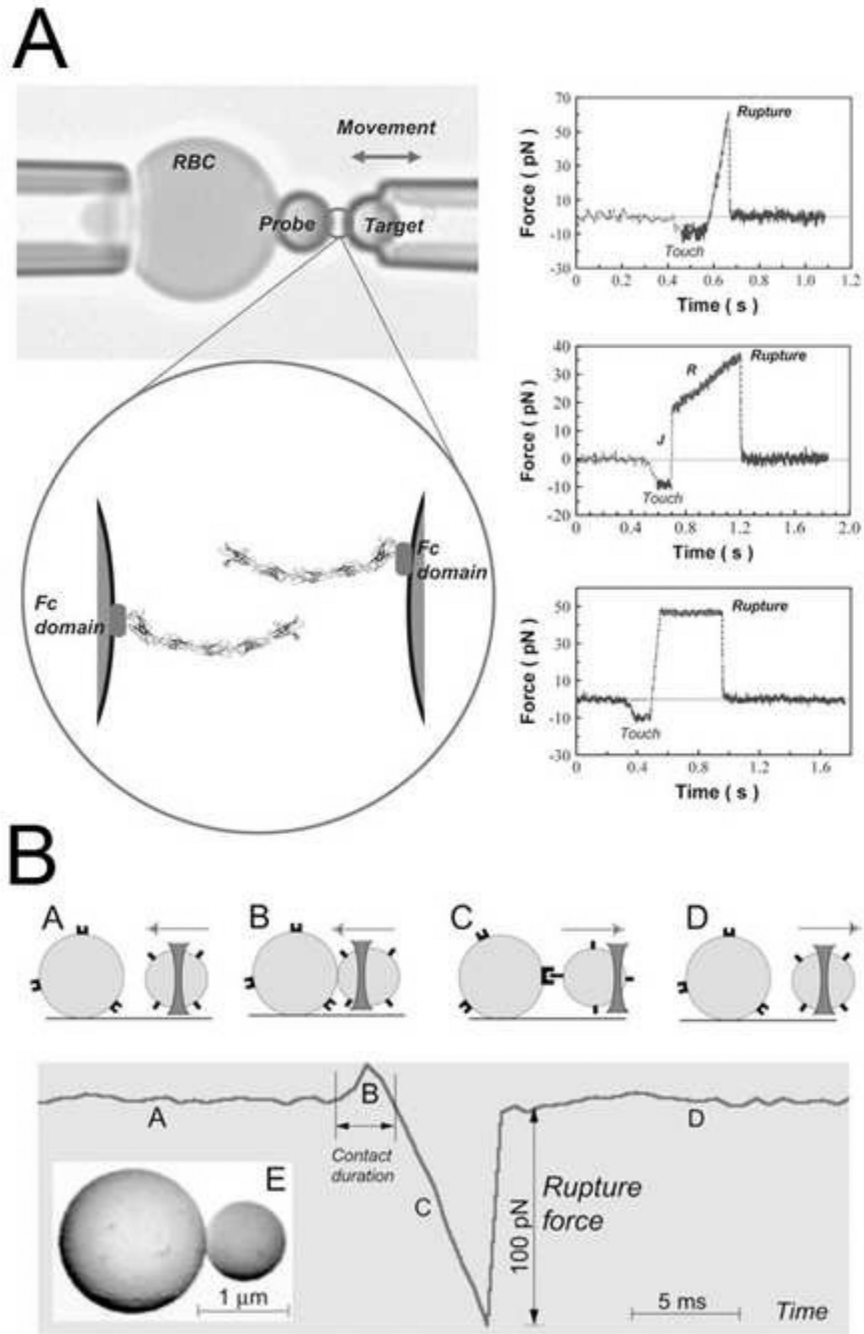 A
RBC
Movement
Probe
Target
Fc
domain
Fc
domain
70
50
30
10
-10
-30
Force ( pN )
Rupture
Touch
0
0.2
0.4
0.6
0.8
1.0
1.2
Time ( s )
40
30
20
10
0
-10
-20
Force ( pN )
R
J
Rupture
Touch
0
0.4
0.8
1.2
1.6
2.0
Time ( s )
50
30
10
-10
-30
Force ( pN )
Rupture
Touch
0
0.4
0.8
1.2
1.6
Time ( s )
B
A
B
C
D
A
B
Contact
duration
C
D
E
1 μm
100 pN
Rupture
force
5 ms
Time